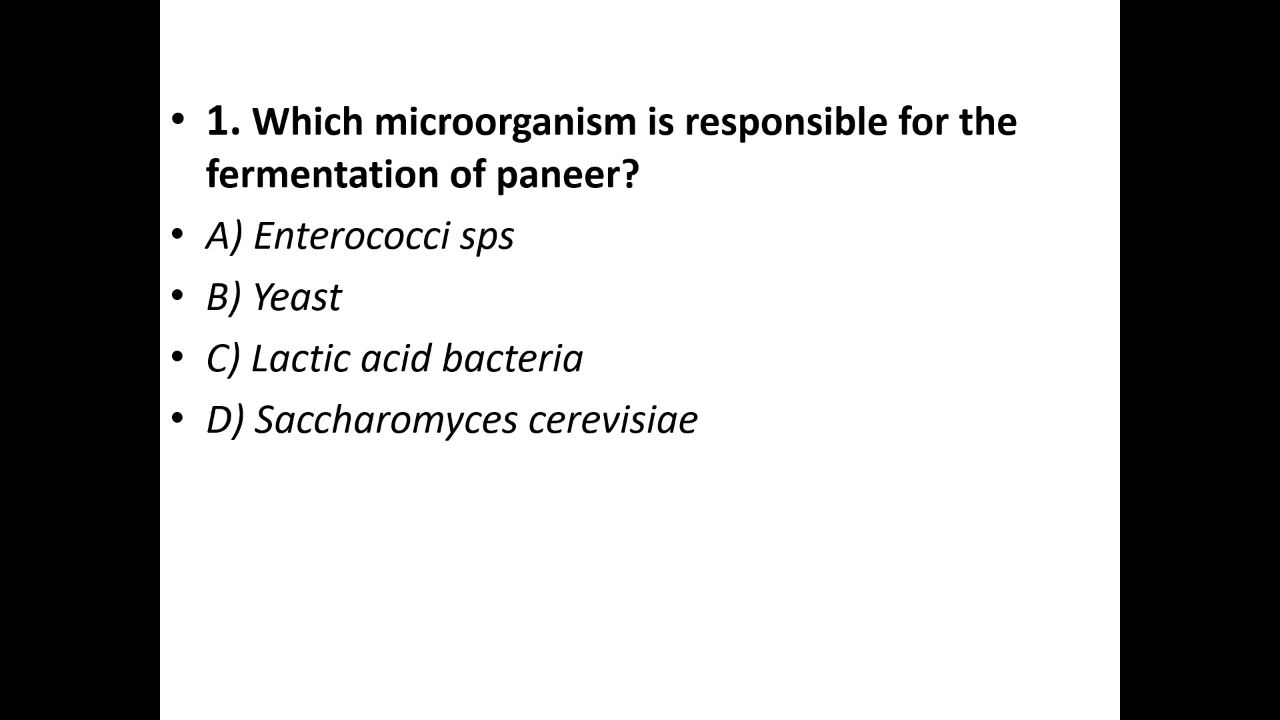 • 1. Which microorganism is responsible for the
fermentation of paneer?
• A) Enterococci sps
• B) Yeast
• C) Lactic acid bacteria
• D) Saccharomyces cerevisiae